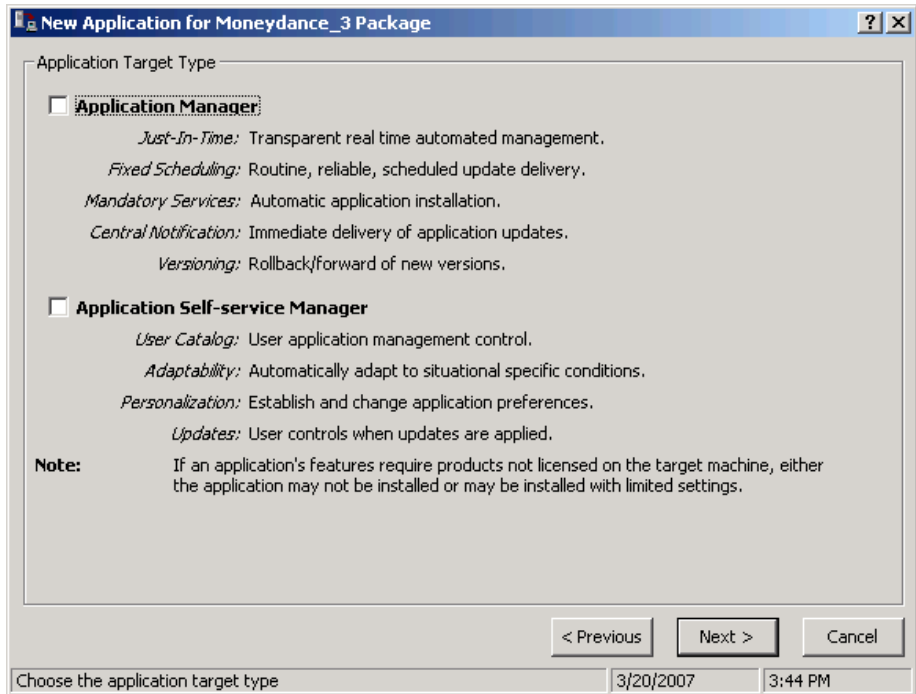 New Application for Moneydance_3 Package
Application Target Type
Application Manager
Just-In-Time: Transparent real time automated management.
Fixed Scheduling: Routine, reliable, scheduled update delivery.
Mandatory Services: Automatic application installation.
Central Notification: Immediate delivery of application updates.
Versioning: Rollback/forward of new versions.
Application Self-service Manager
User Catalog: User application management control.
Adaptability: Automatically adapt to situational specific conditions.
Personalization: Establish and change application preferences.
Updates: User controls when updates are applied.
Note: If an application's features require products not licensed on the target machine, either
the application may not be installed or may be installed with limited settings.
< Previous Next > Cancel
Choose the application target type 3/20/2007 3:44 PM